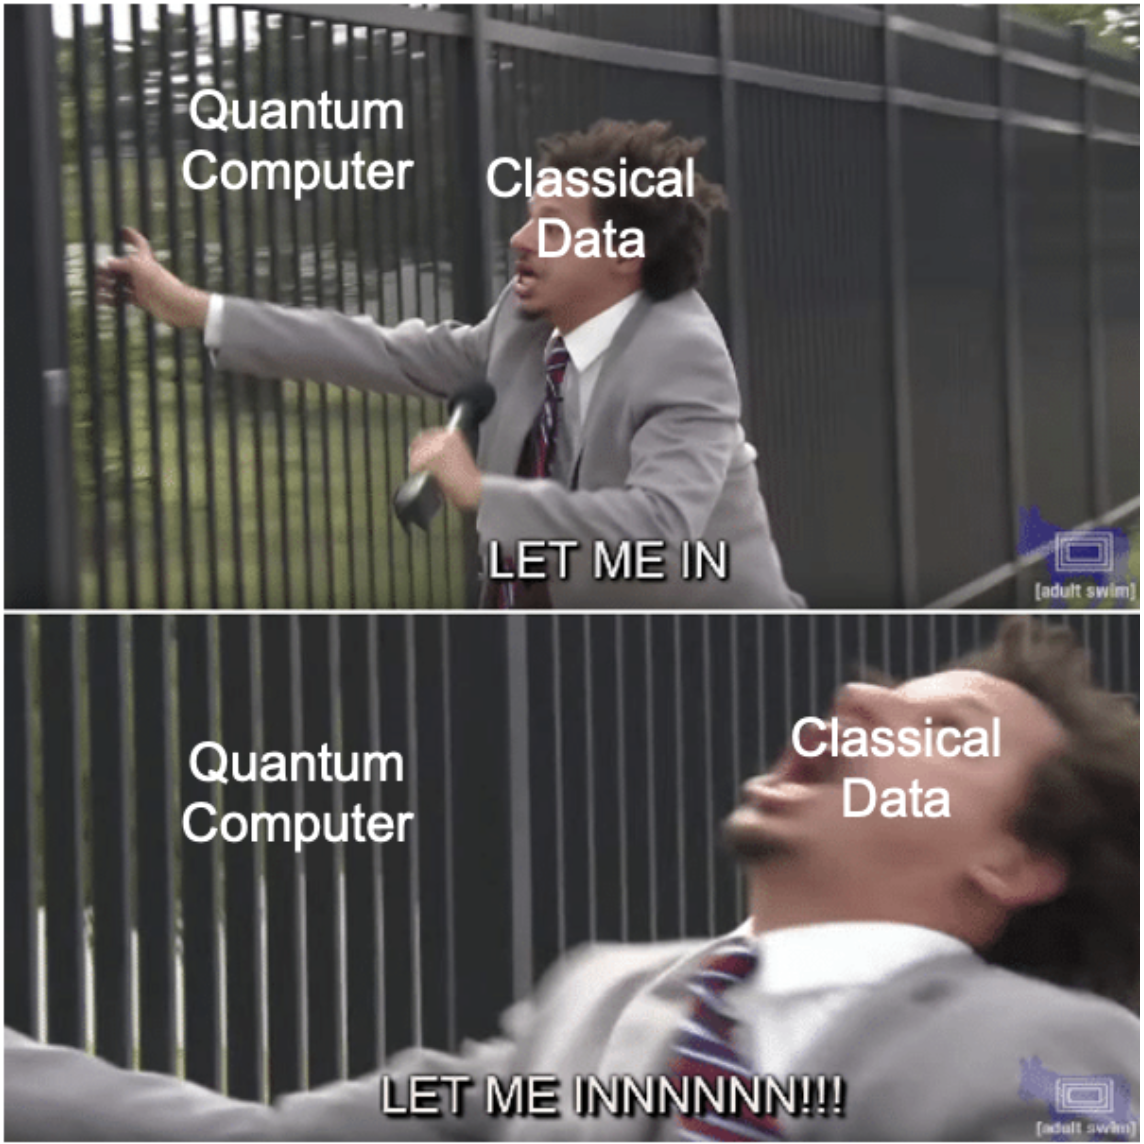 Quantum
Computer
Classical
Data
LET ME IN
[adult swim]
Quantum
Computer
Classical
Data
LET ME INNNNNN!!!
[adult swim]